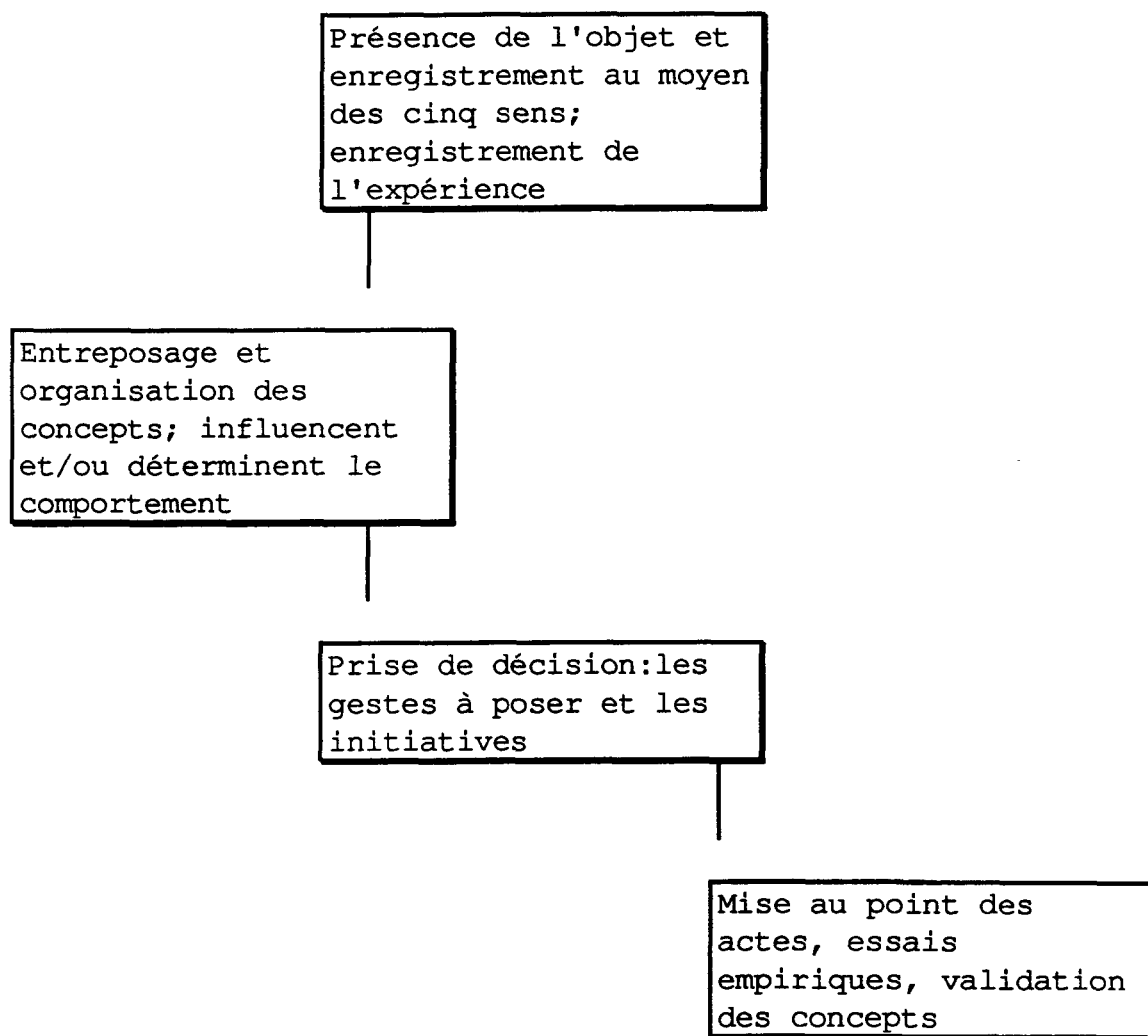 Présence de l'objet et
enregistrement au moyen
des cinq sens;
enregistrement de
l'expérience
Entreposage et
organisation des
concepts; influencent
et/ou déterminent le
comportement
Prise de décision:les
gestes à poser et les
initiatives
Mise au point des
actes, essais
empiriques, validation
des concepts